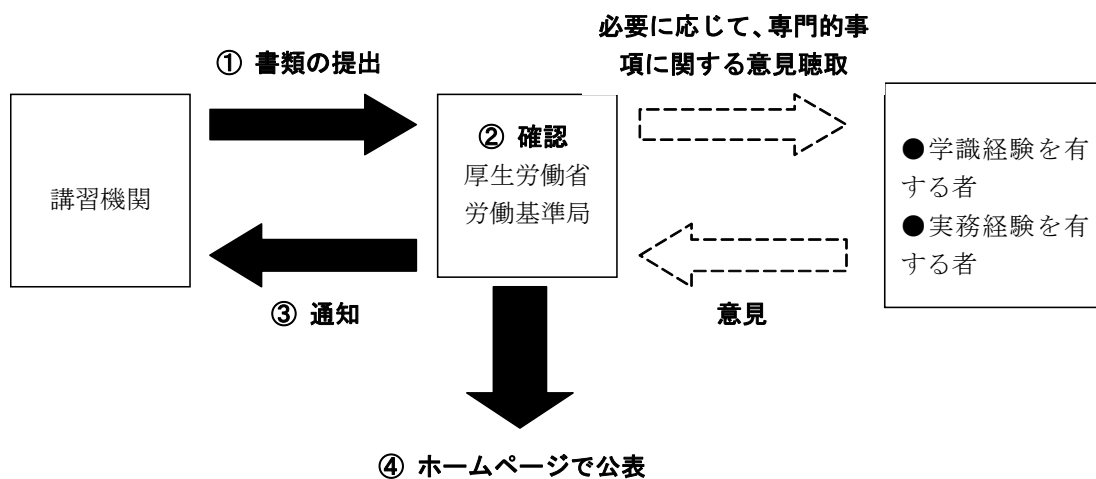 必要に応じて、専門的事
項に関する意見聴取
① 書類の提出
講習機関
② 確認
厚生労働省
労働基準局
●学識経験を有
する者
●実務経験を有
する者
③ 通知
意見
④ ホームページで公表